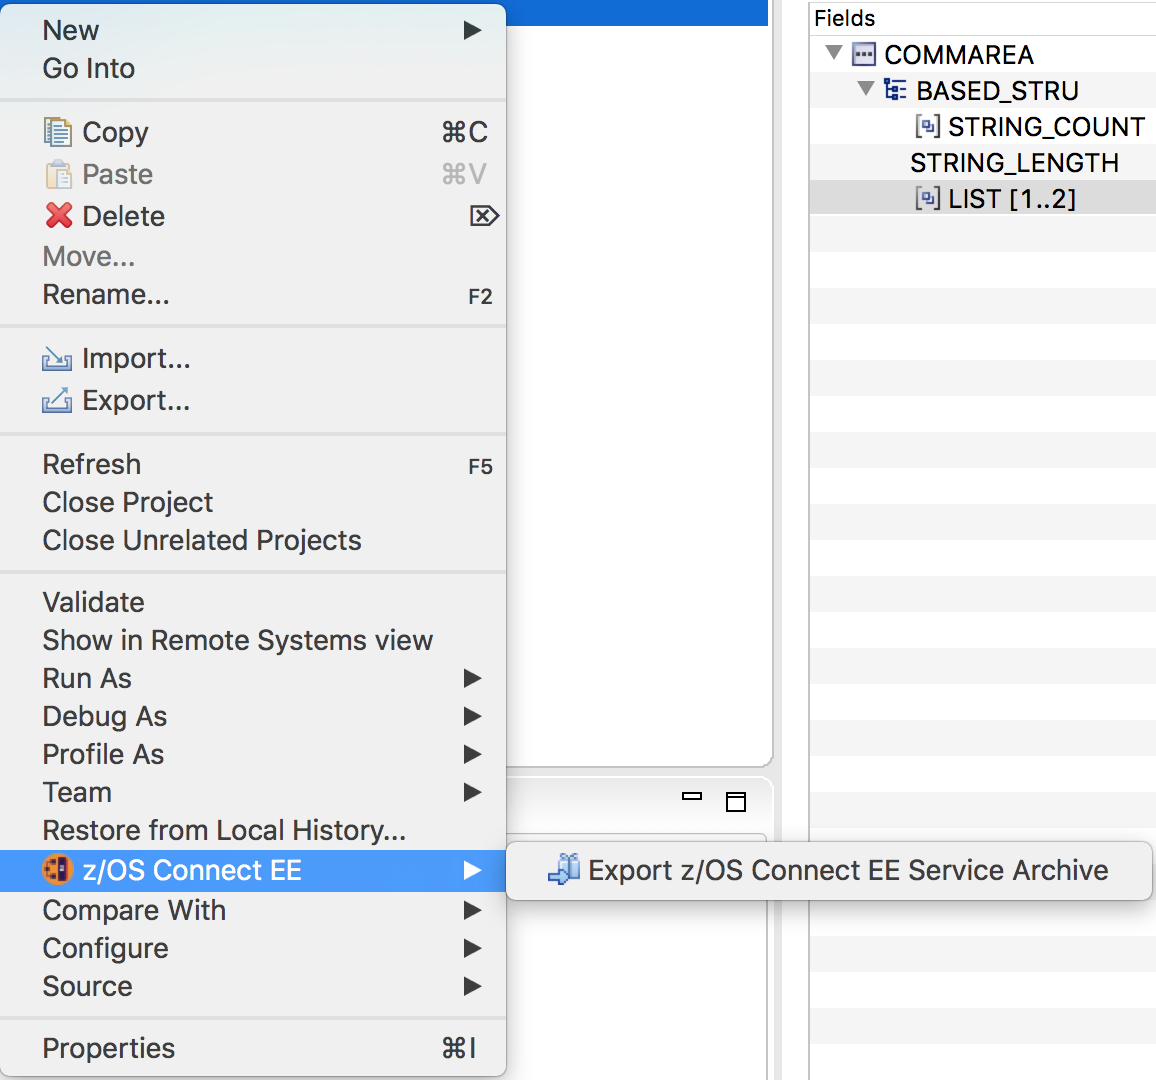 New
Go Into
Copy ⌘C
Paste ⌘V
Delete ⌦
Move...
Rename... F2
Import...
Export...
Refresh F5
Close Project
Close Unrelated Projects
Validate
Show in Remote Systems view
Run As
Debug As
Profile As
Team
Restore from Local History...
z/OS Connect EE
Export z/OS Connect EE Service Archive
Compare With
Configure
Source
Properties ⌘I
Fields
COMMAREA
BASED_STRU
STRING_COUNT
STRING_LENGTH
LIST [1..2]